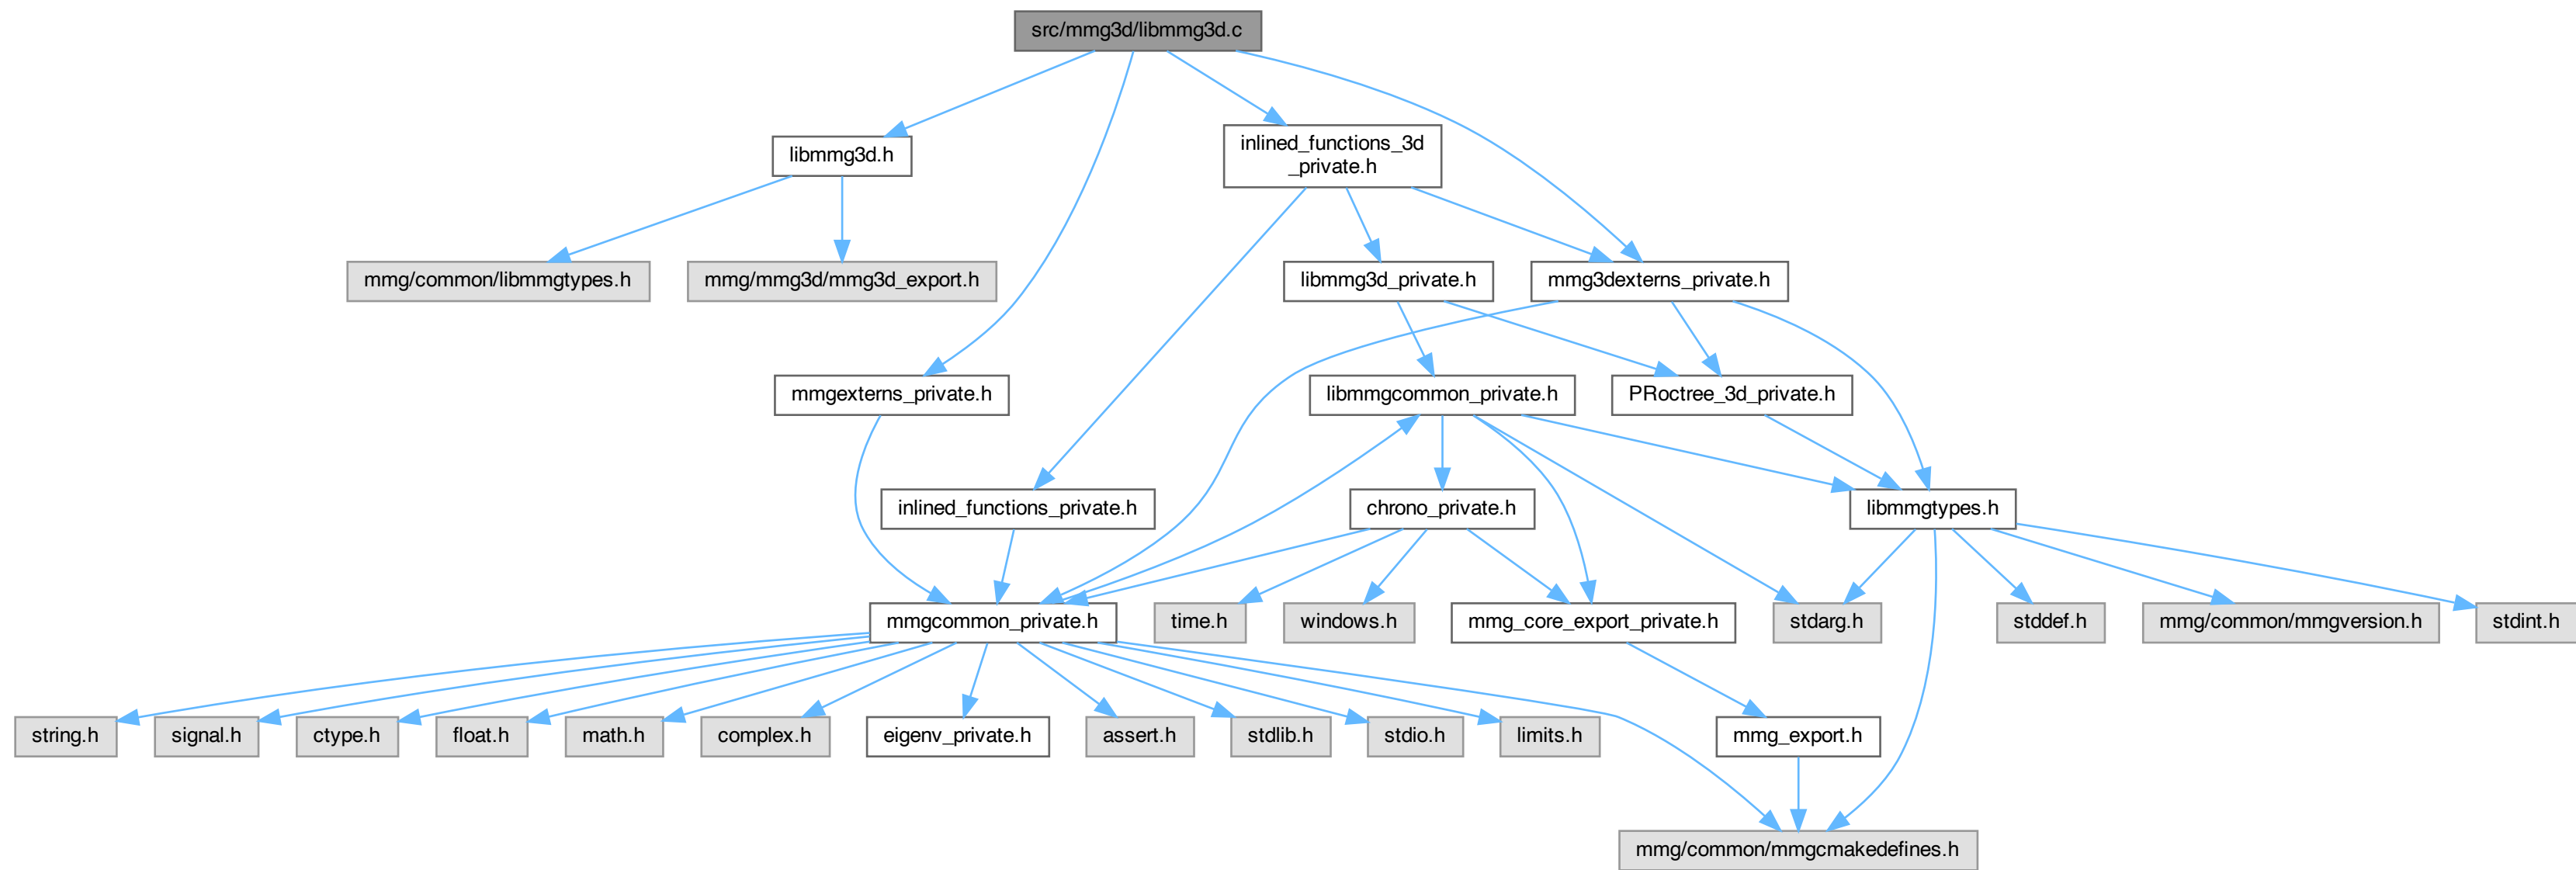 src/mmg3d/libmmg3d.c
libmmg3d.h
inlined_functions_3d
_private.h
mmg/common/libmmgtypes.h
mmg/mmg3d/mmg3d_export.h
libmmg3d_private.h
mmg3dexterns_private.h
mmgexterns_private.h
libmmgcommon_private.h
PRoctree_3d_private.h
inlined_functions_private.h
chrono_private.h
libmmgtypes.h
mmgcommon_private.h
time.h
windows.h
mmg_core_export_private.h
stdarg.h
stddef.h
mmg/common/mmgversion.h
stdint.h
string.h
signal.h
ctype.h
float.h
math.h
complex.h
eigenv_private.h
assert.h
stdlib.h
stdio.h
limits.h
mmg_export.h
mmg/common/mmgcmakedefines.h